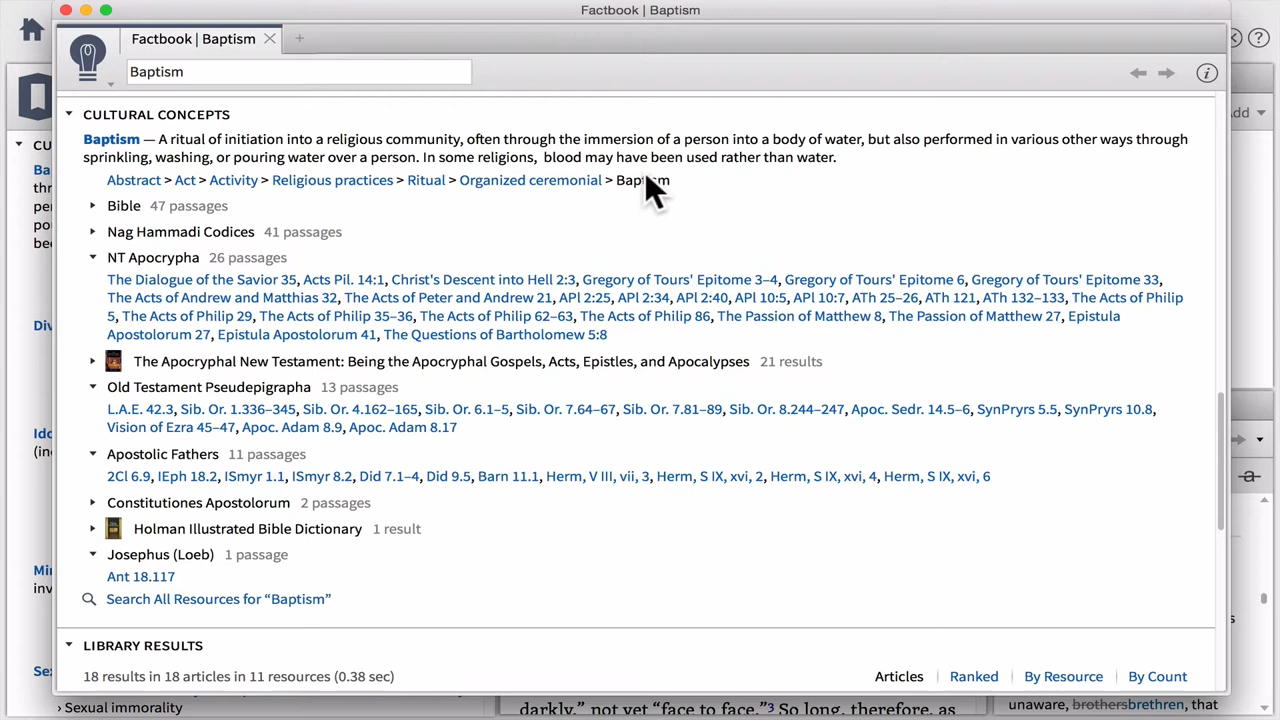 Factbook | Baptism
Factbook | Baptism
Baptism
CULTURAL CONCEPTS
Baptism — A ritual of initiation into a religious community, often through the immersion of a person into a body of water, but also performed in various other ways through
sprinkling, washing, or pouring water over a person. In some religions, blood may have been used rather than water.
Abstract > Act > Activity > Religious practices > Ritual > Organized ceremonial > Baptism
Bible 47 passages
Nag Hammadi Codices 41 passages
NT Apocrypha 26 passages
The Dialogue of the Savior 35, Acts Pil. 14:1, Christ's Descent into Hell 2:3, Gregory of Tours' Epitome 3–4, Gregory of Tours' Epitome 6, Gregory of Tours' Epitome 33,
The Acts of Andrew and Matthias 32, The Acts of Peter and Andrew 21, APl 2:25, APl 2:34, APl 2:40, APl 10:5, APl 10:7, ATh 25–26, ATh 121, ATh 132–133, The Acts of Philip
5, The Acts of Philip 29, The Acts of Philip 35–36, The Acts of Philip 62–63, The Acts of Philip 86, The Passion of Matthew 8, The Passion of Matthew 27, Epistula
Apostolorum 27, Epistula Apostolorum 41, The Questions of Bartholomew 5:8
The Apocryphal New Testament: Being the Apocryphal Gospels, Acts, Epistles, and Apocalypses 21 results
Old Testament Pseudepigrapha 13 passages
L.A.E. 42.3, Sib. Or. 1.336–345, Sib. Or. 4.162–165, Sib. Or. 6.1–5, Sib. Or. 7.64–67, Sib. Or. 7.81–89, Sib. Or. 8.244–247, Apoc. Sedr. 14.5–6, SynPryrs 5.5, SynPryrs 10.8,
Vision of Ezra 45–47, Apoc. Adam 8.9, Apoc. Adam 8.17
Apostolic Fathers 11 passages
2Cl 6.9, IEph 18.2, ISmyr 1.1, ISmyr 8.2, Did 7.1–4, Did 9.5, Barn 11.1, Herm, V III, vii, 3, Herm, S IX, xvi, 2, Herm, S IX, xvi, 4, Herm, S IX, xvi, 6
Constitutiones Apostolorum 2 passages
Holman Illustrated Bible Dictionary 1 result
Josephus (Loeb) 1 passage
Ant 18.117
Search All Resources for “Baptism”
LIBRARY RESULTS
18 results in 18 articles in 11 resources (0.38 sec)
Articles Ranked By Resource By Count
Sexual immorality
darkly,” not yet “face to face.”3 So long, therefore, as
unaware, brothersbrethren, that